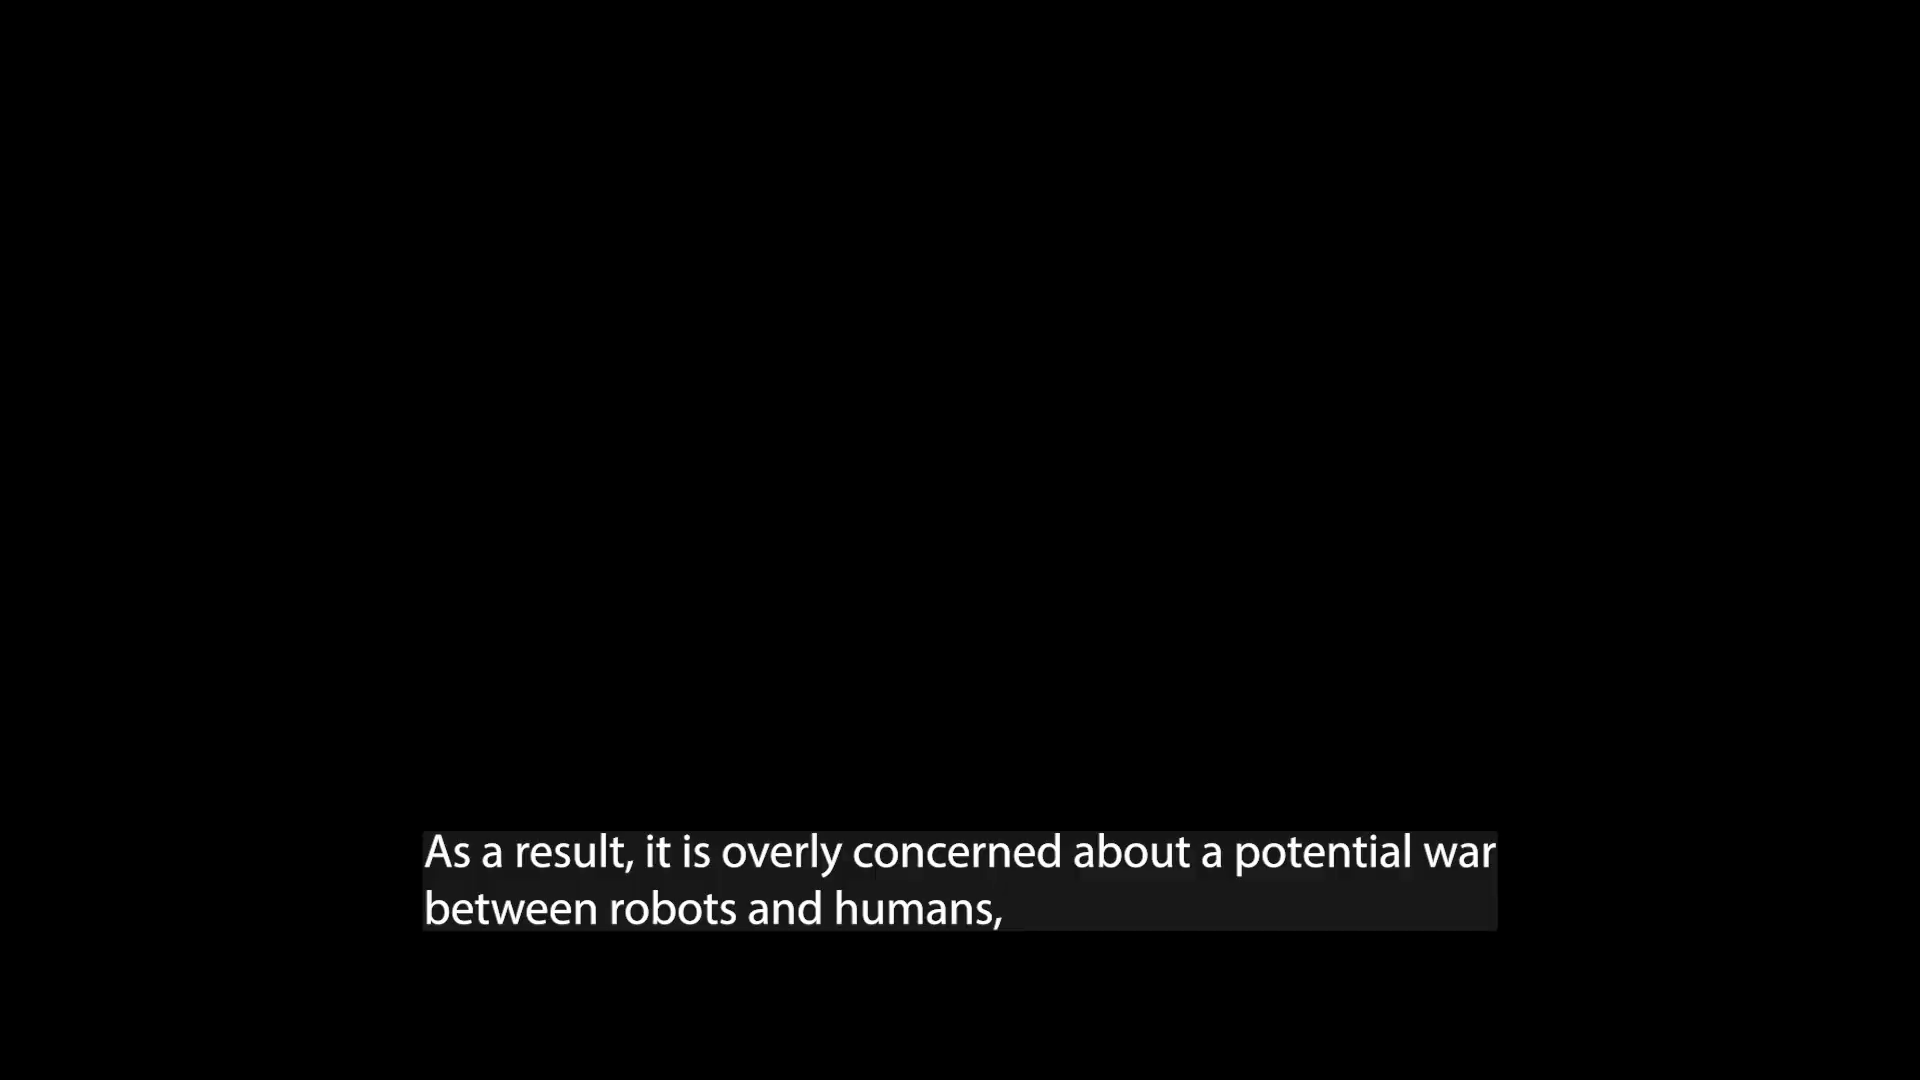 As a result, it is overly concerned about a potential war
between robots and humans,